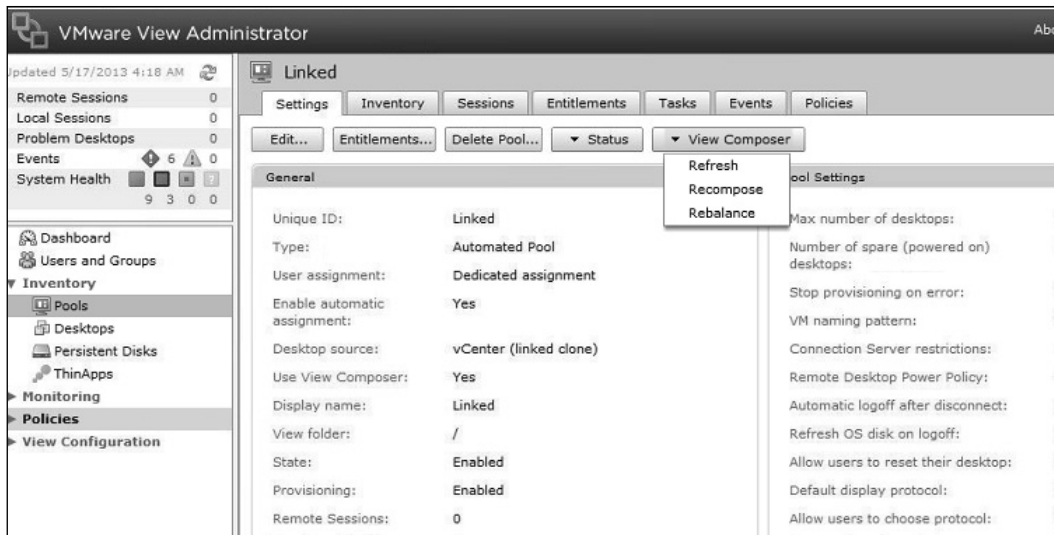 VMware View Administrator
Abo
Updated 5/17/2013 4:18 AM
Remote Sessions 0
Local Sessions 0
Problem Desktops 0
Events 6 0
System Health ?
9 3 0 0
Dashboard
Users and Groups
Inventory
Pools
Desktops
Persistent Disks
ThinApps
Monitoring
Policies
View Configuration
Linked
Settings Inventory Sessions Entitlements Tasks Events Policies
Edit... Entitlements... Delete Pool... Status View Composer
Refresh
Recompose
Rebalance
General
Unique ID: Linked
Type: Automated Pool
User assignment: Dedicated assignment
Enable automatic assignment: Yes
Desktop source: vCenter (linked clone)
Use View Composer: Yes
Display name: Linked
View folder: /
State: Enabled
Provisioning: Enabled
Remote Sessions: 0
ool Settings
Max number of desktops:
Number of spare (powered on)
desktops:
Stop provisioning on error:
VM naming pattern:
Connection Server restrictions:
Remote Desktop Power Policy:
Automatic logoff after disconnect:
Refresh OS disk on logoff:
Allow users to reset their desktop:
Default display protocol:
Allow users to choose protocol: